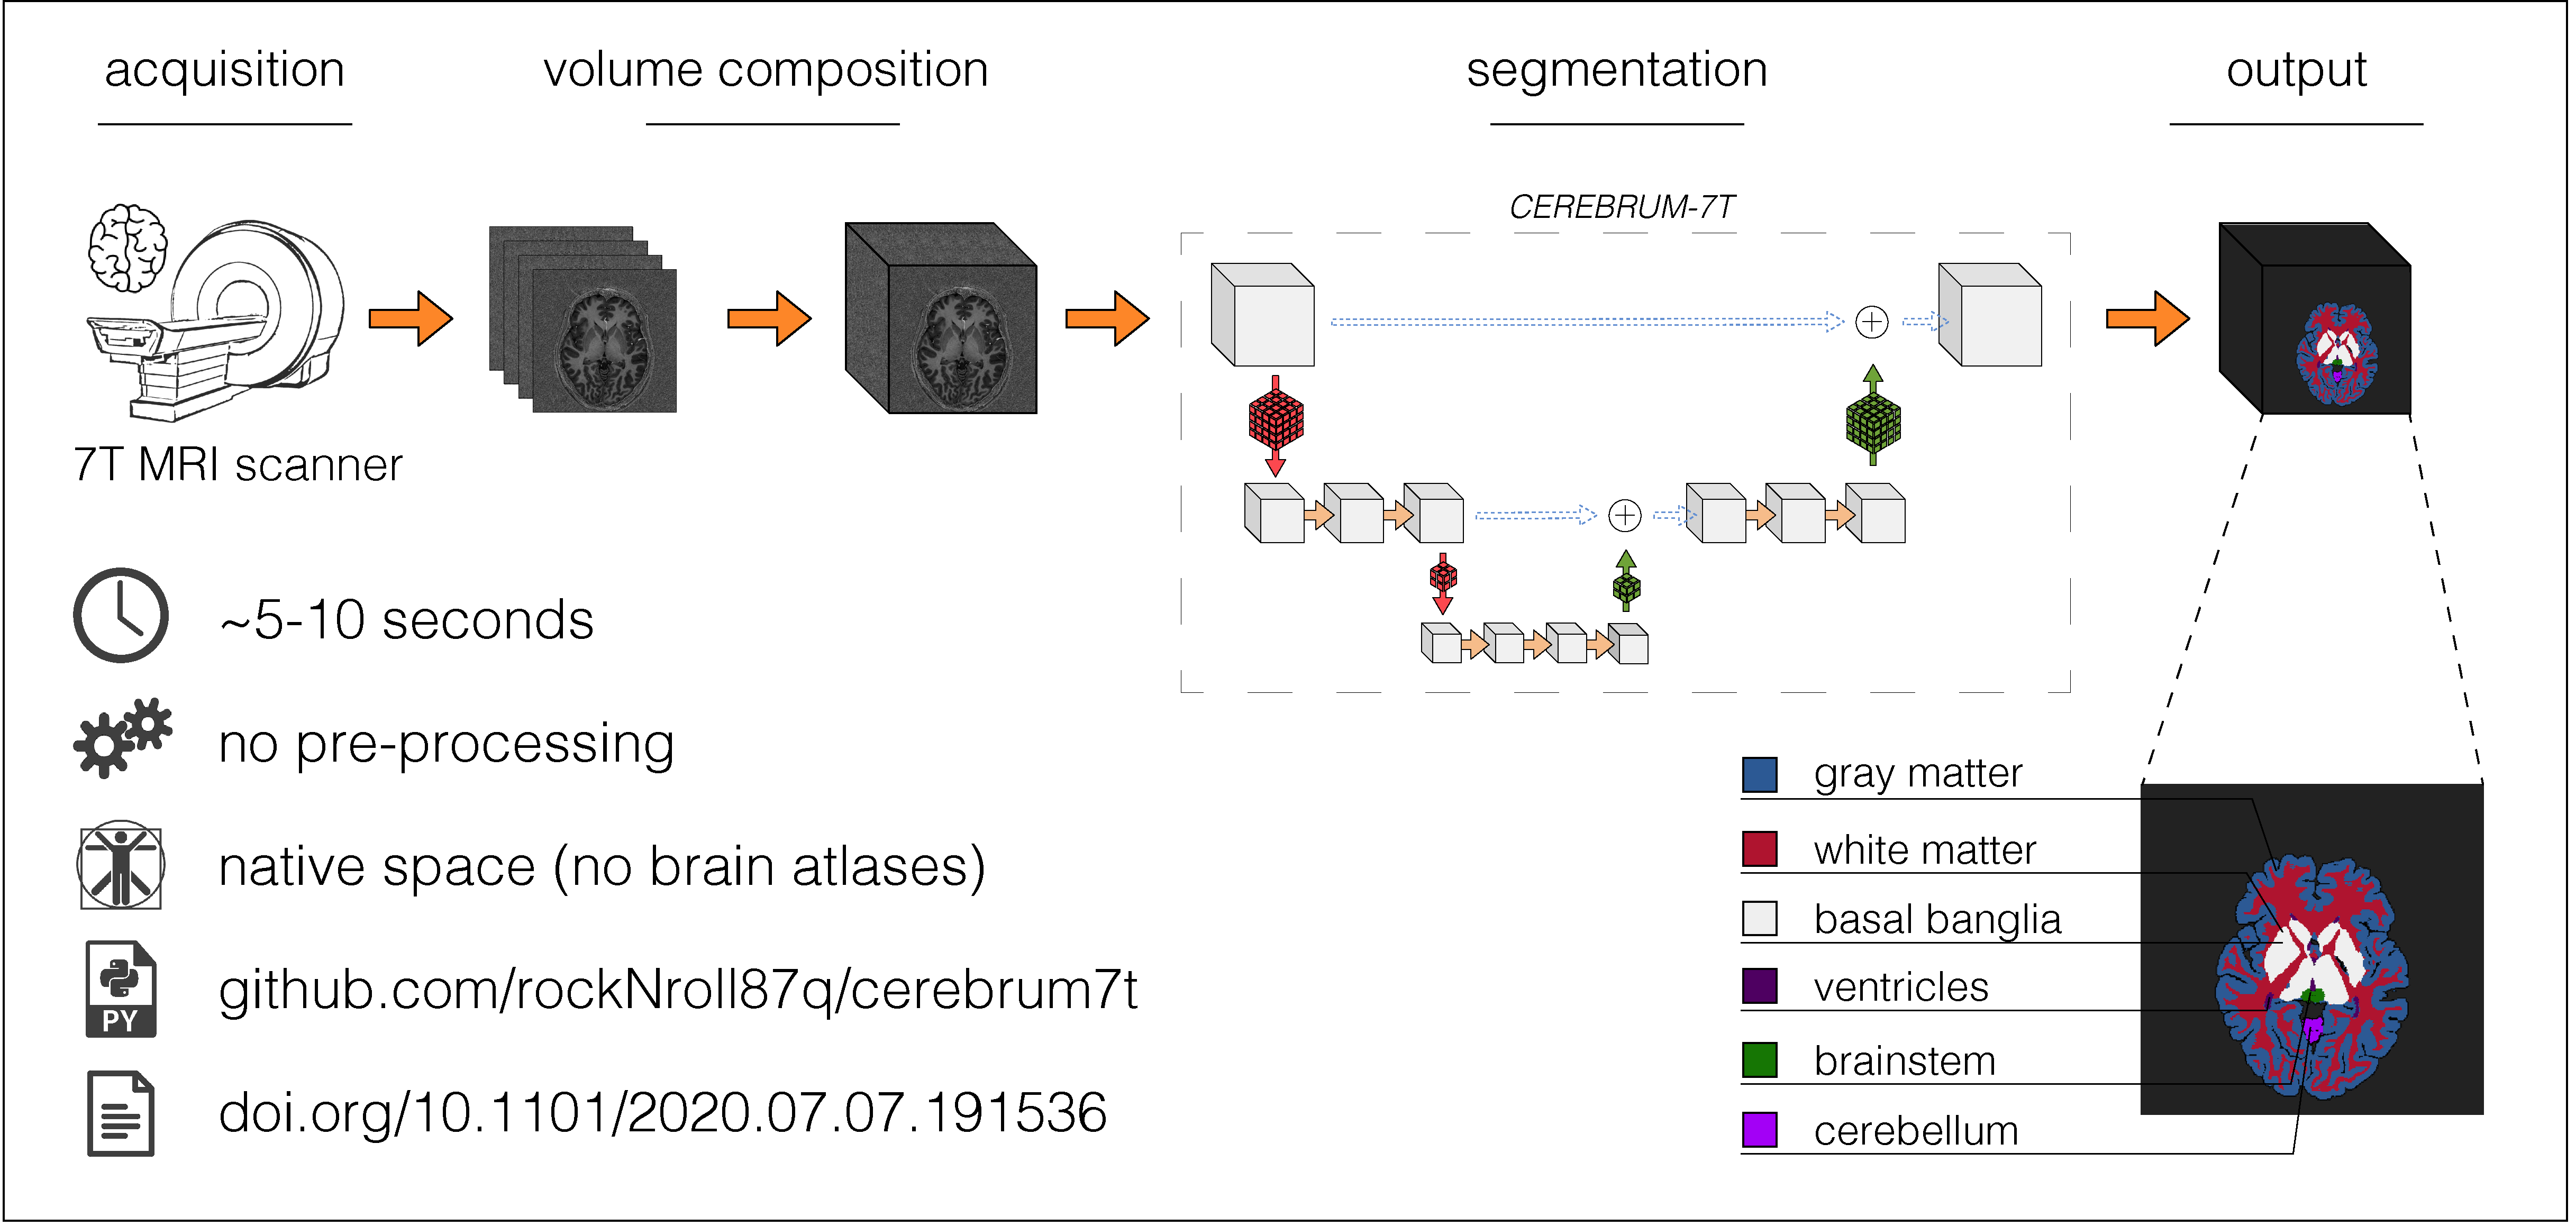 acquisition
volume composition
segmentation
output
CEREBRUM-7T
7T MRI scanner
~5-10 seconds
no pre-processing
native space (no brain atlases)
PY
github.com/rockNroll87q/cerebrum7t
doi.org/10.1101/2020.07.07.191536
gray matter
white matter
basal banglia
ventricles
brainstem
cerebellum